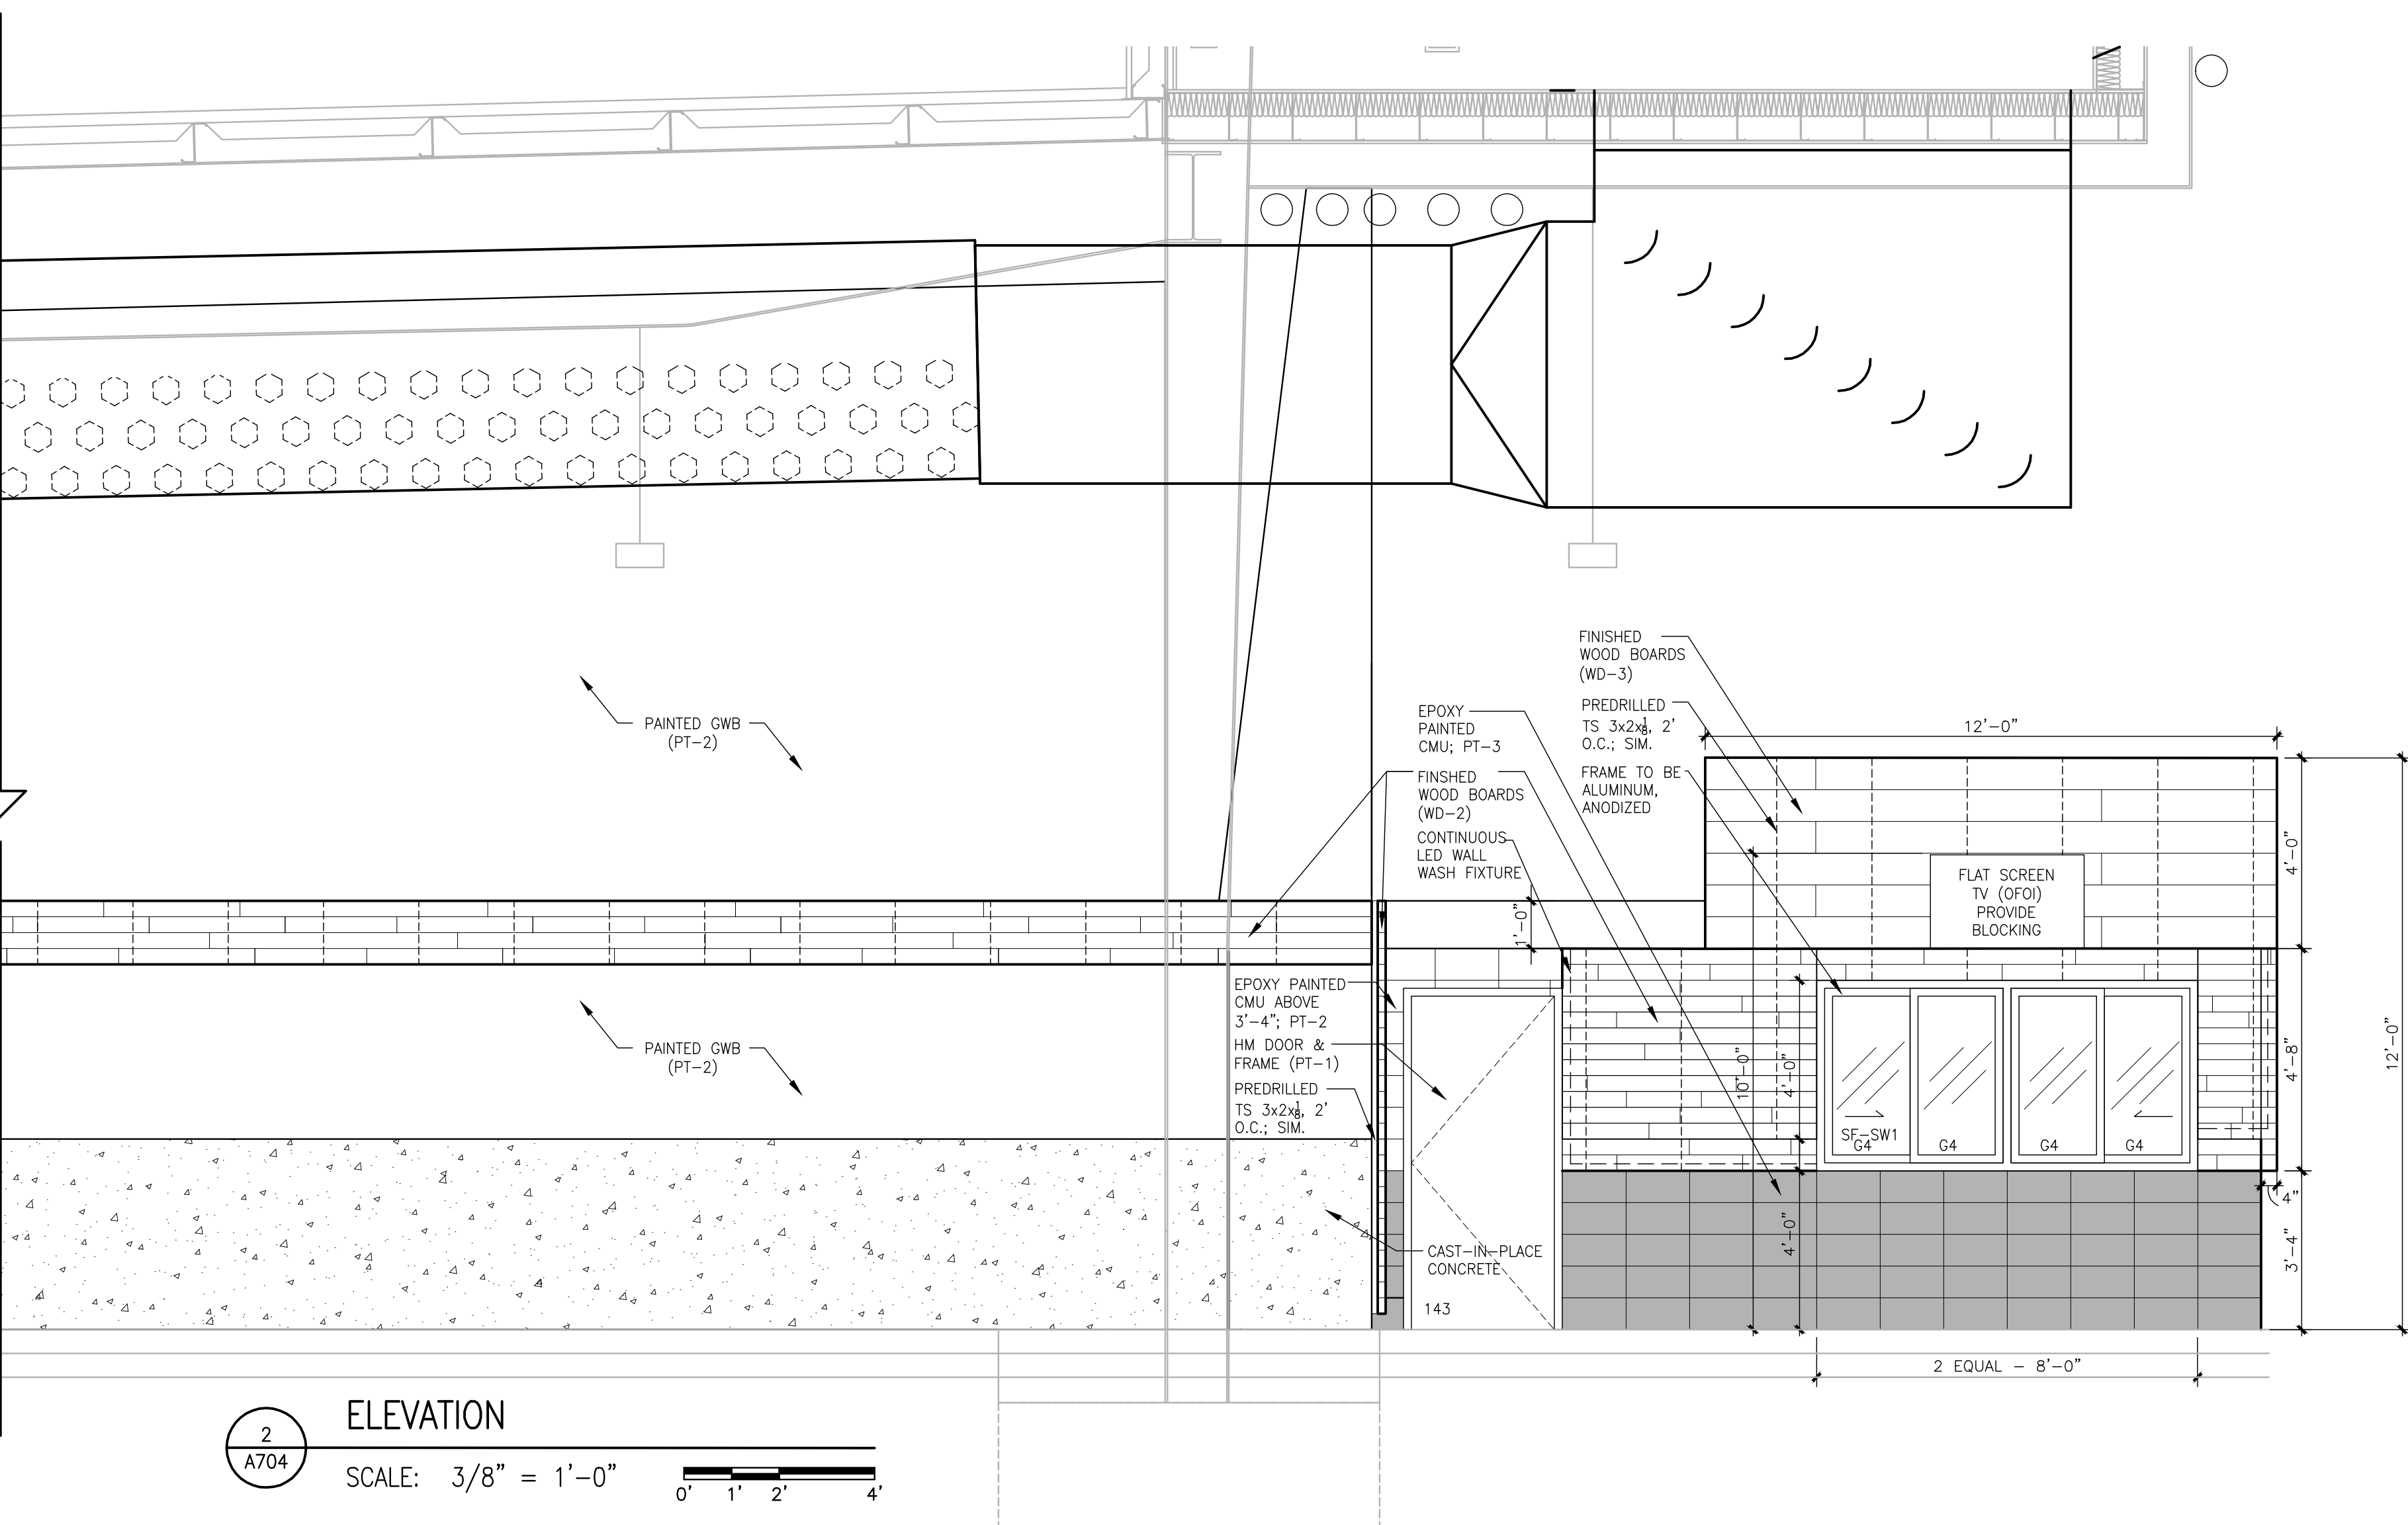 FINISHED
WOOD BOARDS
(WD-3)
PREDRILLED
TS 3x2x1/8, 2'
O.C.; SIM.
FRAME TO BE
ALUMINUM,
ANODIZED
EPOXY
PAINTED
CMU; PT-3
FINSHED
WOOD BOARDS
(WD-2)
CONTINUOUS
LED WALL
WASH FIXTURE
PAINTED GWB
(PT-2)
12'-0"
FLAT SCREEN
TV (OFOI)
PROVIDE
BLOCKING
4'-0"
1'-0"
EPOXY PAINTED
CMU ABOVE
3'-4"; PT-2
HM DOOR &
FRAME (PT-1)
PREDRILLED
TS 3x2x1/8, 2'
O.C.; SIM.
PAINTED GWB
(PT-2)
10'-0"
4'-0"
4'-8"
12'-0"
SF-SW1
G4
G4
G4
G4
4"
4'-0"
3'-4"
CAST-IN-PLACE
CONCRETE
143
2 EQUAL - 8'-0"
2
A704
ELEVATION
SCALE: 3/8" = 1'-0"
0' 1' 2' 4'